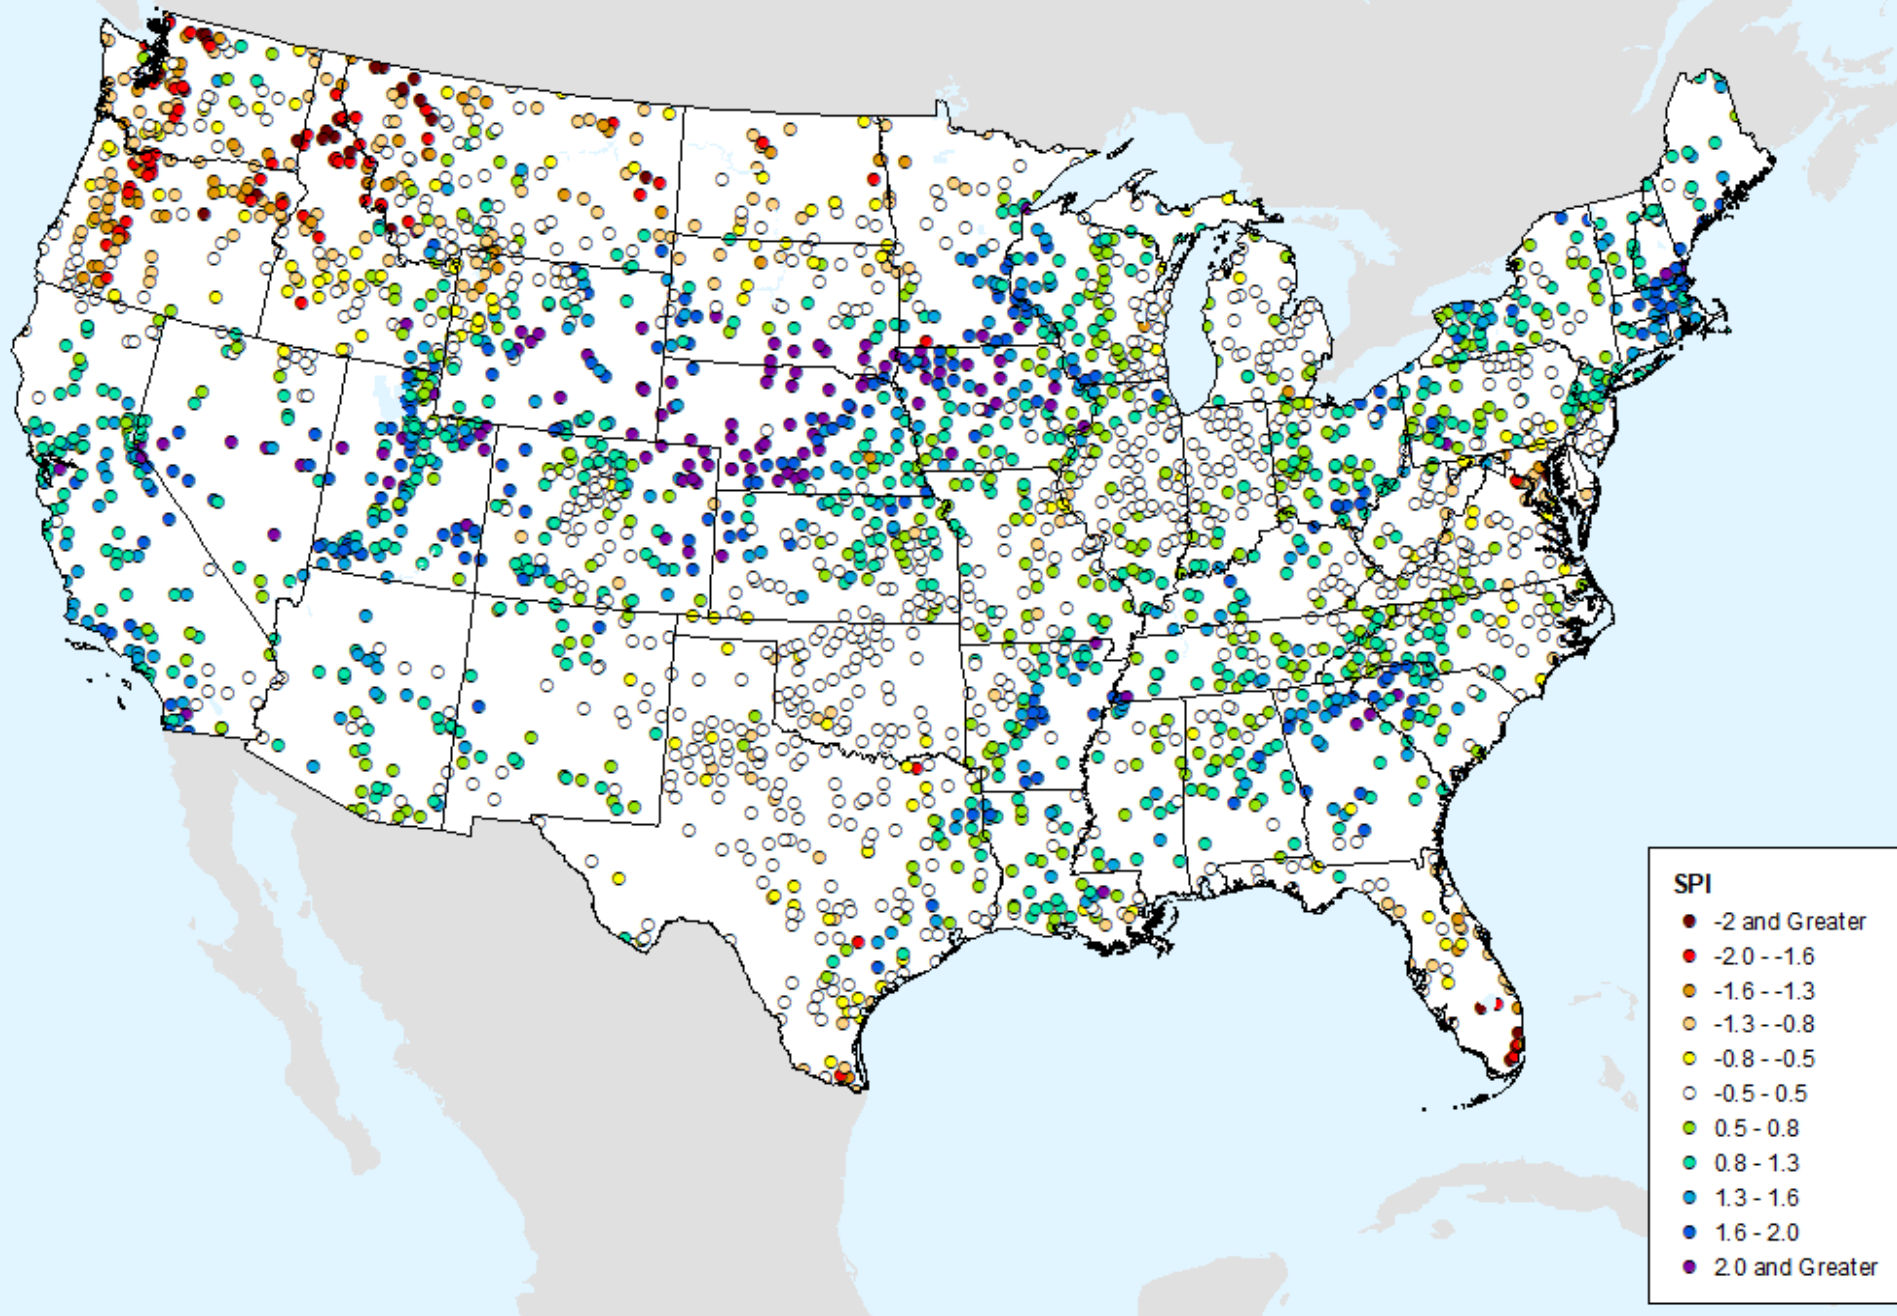 SPI
-2 and Greater
-2.0 - -1.6
-1.6 - -1.3
-1.3 - -0.8
-0.8 - -0.5
-0.5 - 0.5
0.5 - 0.8
0.8 - 1.3
1.3 - 1.6
1.6 - 2.0
2.0 and Greater